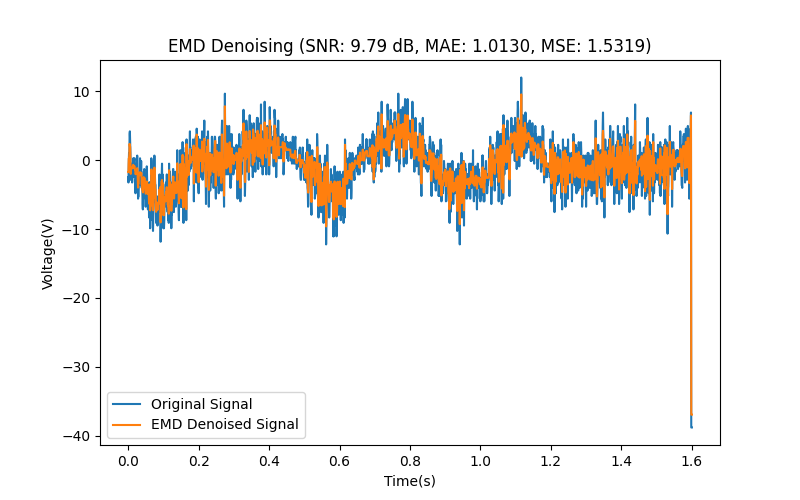 EMD Denoising (SNR: 9.79 dB, MAE: 1.0130, MSE: 1.5319)
10
0
−10
−20
−30
−40
Voltage(V)
Original Signal
EMD Denoised Signal
0.0 0.2 0.4 0.6 0.8 1.0 1.2 1.4 1.6
Time(s)